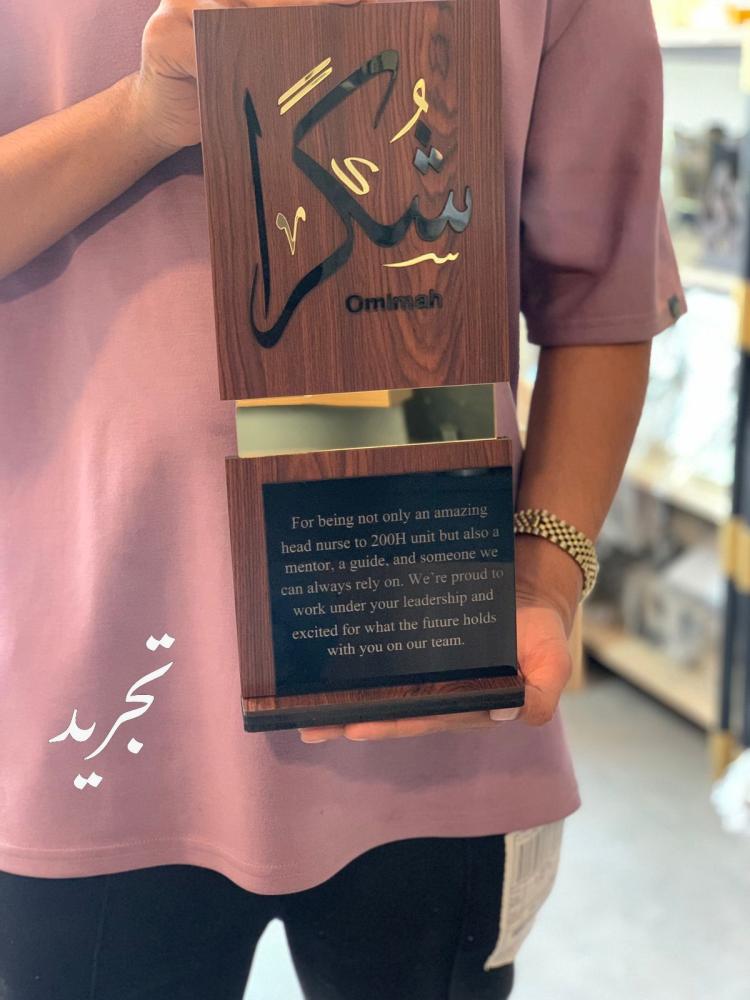 شُكرًا
Omimah
For being not only an amazing
head nurse to 200H unit but also a
mentor, a guide, and someone we
can always rely on. We're proud to
work under your leadership and
excited for what the future holds
with you on our team.
تجريد